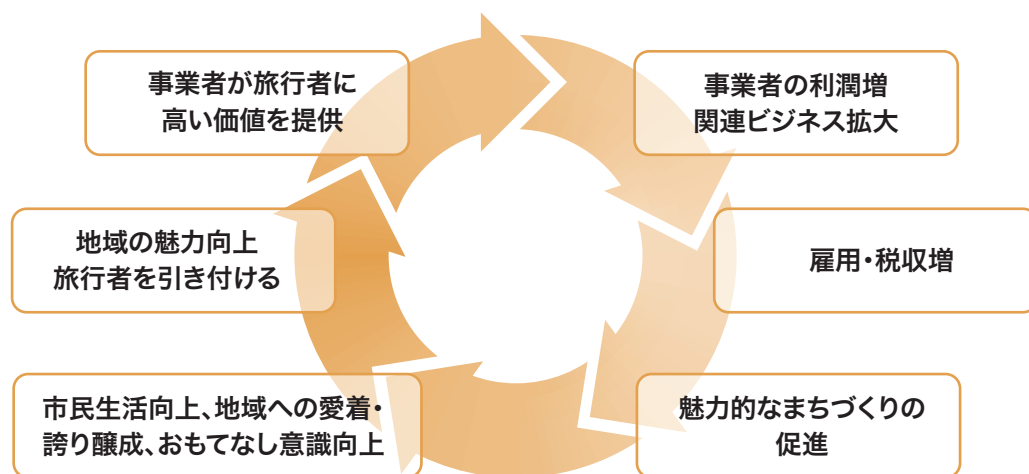 事業者が旅行者に
高い価値を提供
事業者の利潤増
関連ビジネス拡大
地域の魅力向上
旅行者を引き付ける
雇用・税収増
市民生活向上、地域への愛着・
誇り醸成、おもてなし意識向上
魅力的なまちづくりの
促進